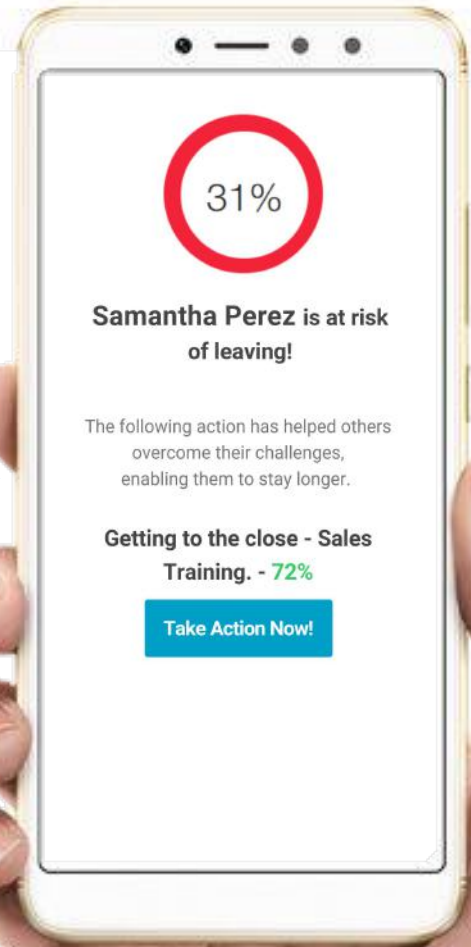 31%
Samantha Perez is at risk
of leaving!
The following action has helped others
overcome their challenges,
enabling them to stay longer.
Getting to the close - Sales
Training. - 72%
Take Action Now!